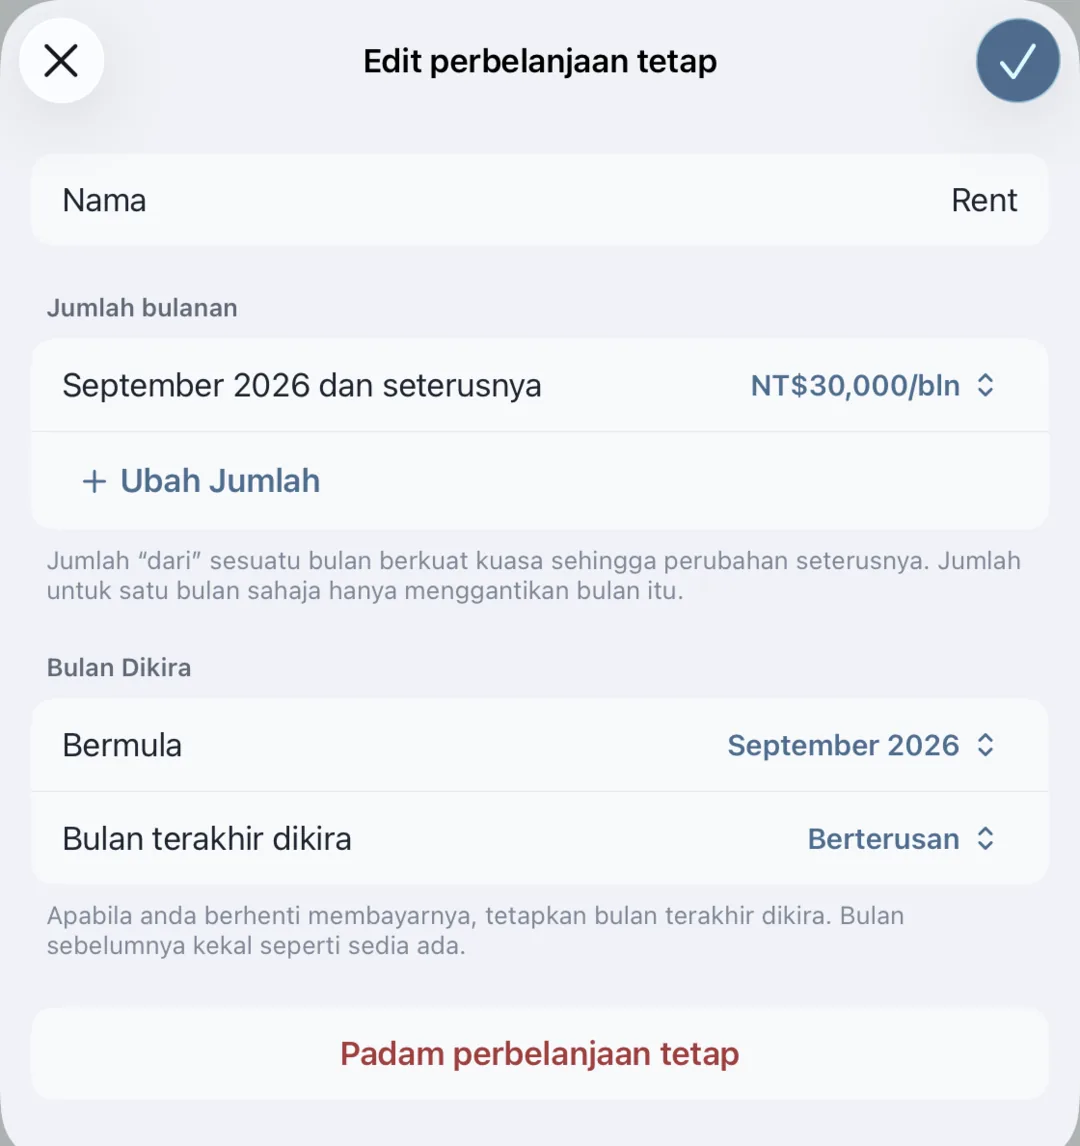 Edit perbelanjaan tetap
Nama
Rent
Jumlah bulanan
September 2026 dan seterusnya
NT$30,000/bln
+ Ubah Jumlah
Jumlah “dari” sesuatu bulan berkuat kuasa sehingga perubahan seterusnya. Jumlah
untuk satu bulan sahaja hanya menggantikan bulan itu.
Bulan Dikira
Bermula
September 2026
Bulan terakhir dikira
Berterusan
Apabila anda berhenti membayarnya, tetapkan bulan terakhir dikira. Bulan
sebelumnya kekal seperti sedia ada.
Padam perbelanjaan tetap